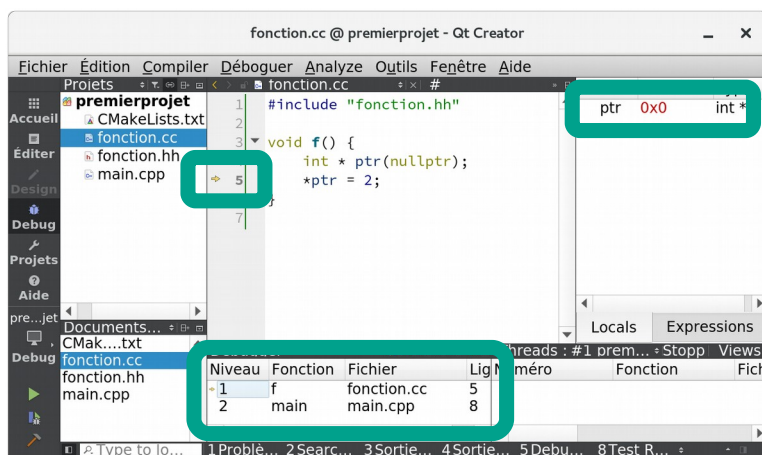 fonction.cc @ premierprojet - Qt Creator
Fichier Édition Compiler Déboguer Analyze Outils Fenêtre Aide
Projets fonction.cc #
Accueil
Éditer
Design
Debug
Projets
Aide
pre...jet
Debug
premierprojet
CMakeLists.txt
fonction.cc
fonction.hh
main.cpp
Documents...
CMak....txt
fonction.cc
fonction.hh
main.cpp
Type to lo...
1 #include "fonction.hh"
2
3 void f() {
int * ptr(nullptr);
5 *ptr = 2;
}
7
ptr 0x0 int *
Locals Expressions
Threads : #1 prem... Stopp Views
Niveau Fonction Fichier Lig
1 f fonction.cc 5
2 main main.cpp 8
Numéro Fonction Fich
1 Problè... 2 Searc... 3 Sortie... 4 Sortie... 5 Debu... 8 Test R...